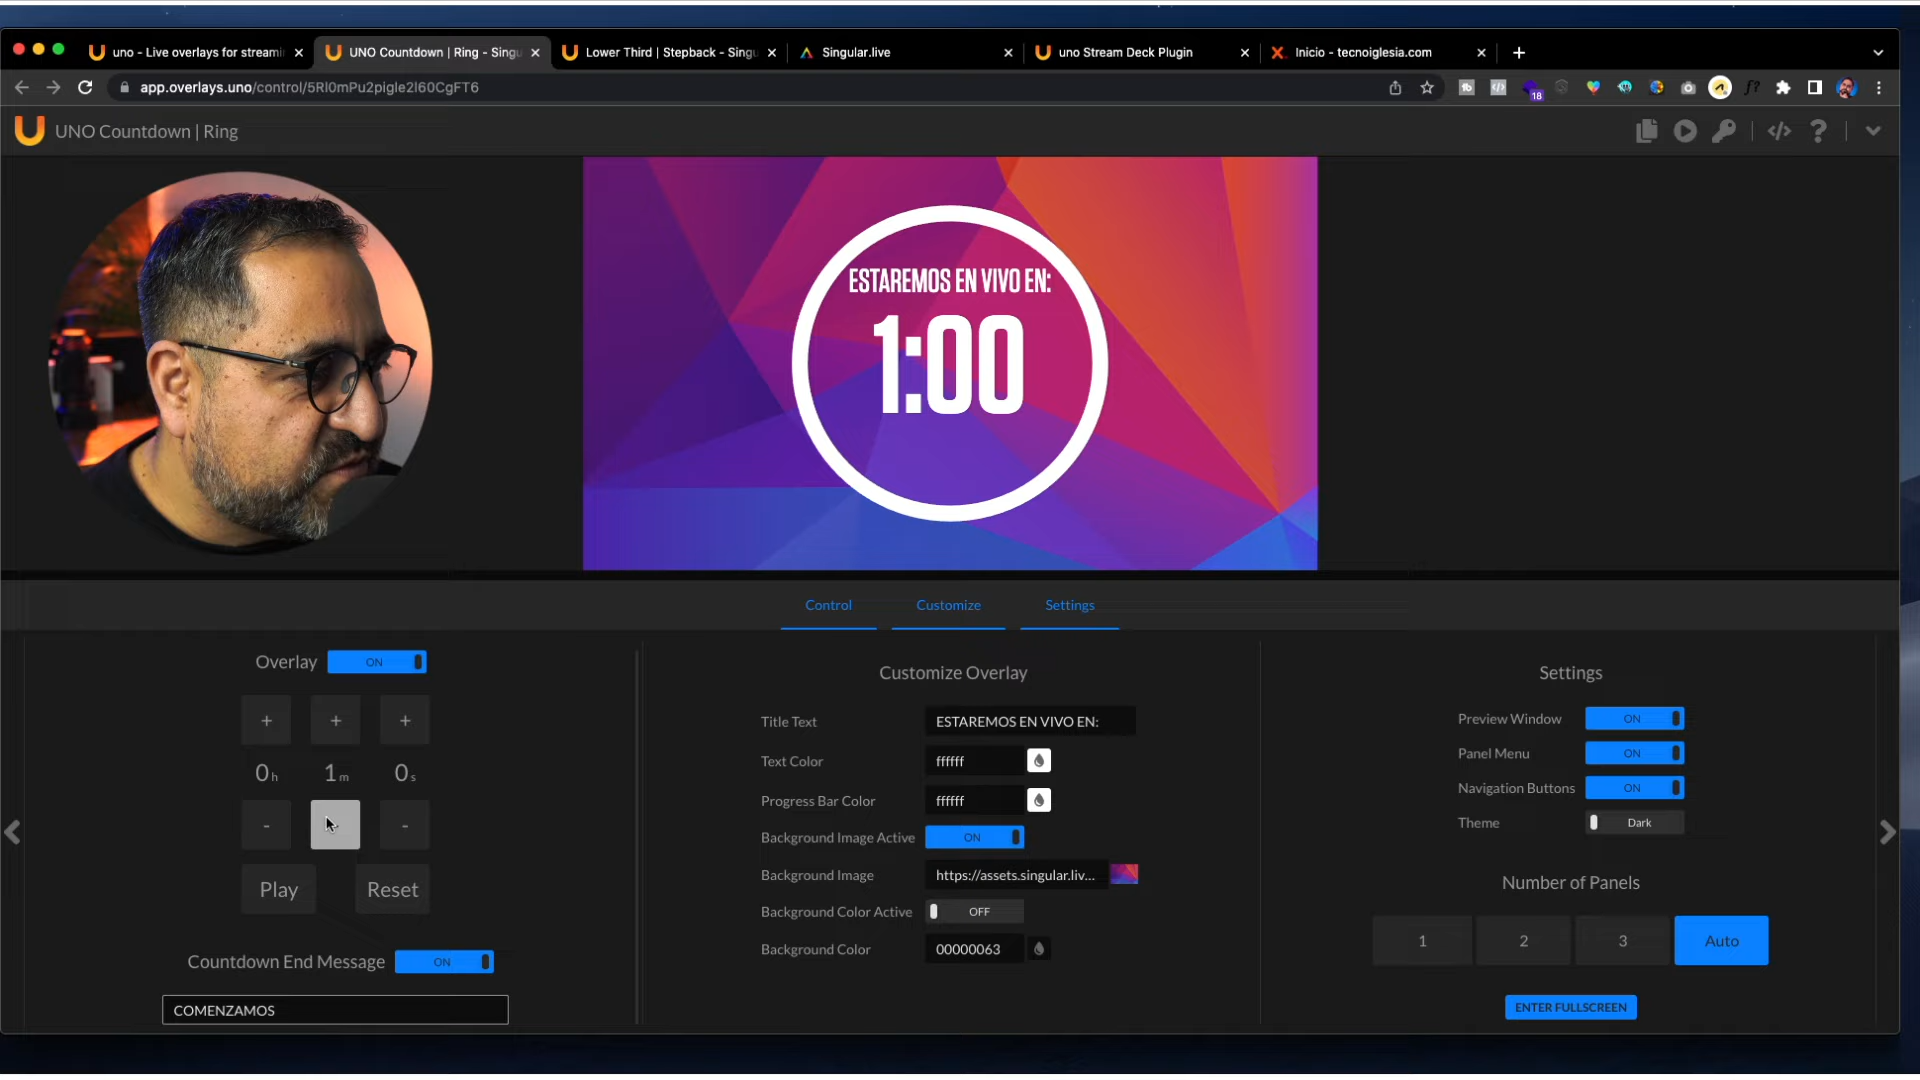 uno - Live overlays for streami
UNO Countdown | Ring - Singu
Lower Third | Stepback - Singu
Singular.live
uno Stream Deck Plugin
Inicio - tecnoiglesia.com
app.overlays.uno/control/5Rl0mPu2pigle2l60CgFT6
18
f?
UNO Countdown | Ring
</>
?
ESTAREMOS EN VIVO EN:
1:00
Control
Customize
Settings
Overlay
ON
+
+
+
0h
1m
0s
-
-
Play
Reset
Countdown End Message
ON
COMENZAMOS
Customize Overlay
Title Text
ESTAREMOS EN VIVO EN:
Text Color
ffffff
Progress Bar Color
ffffff
Background Image Active
ON
Background Image
https://assets.singular.liv...
Background Color Active
OFF
Background Color
00000063
Settings
Preview Window
ON
Panel Menu
ON
Navigation Buttons
ON
Theme
Dark
Number of Panels
1
2
3
Auto
ENTER FULLSCREEN